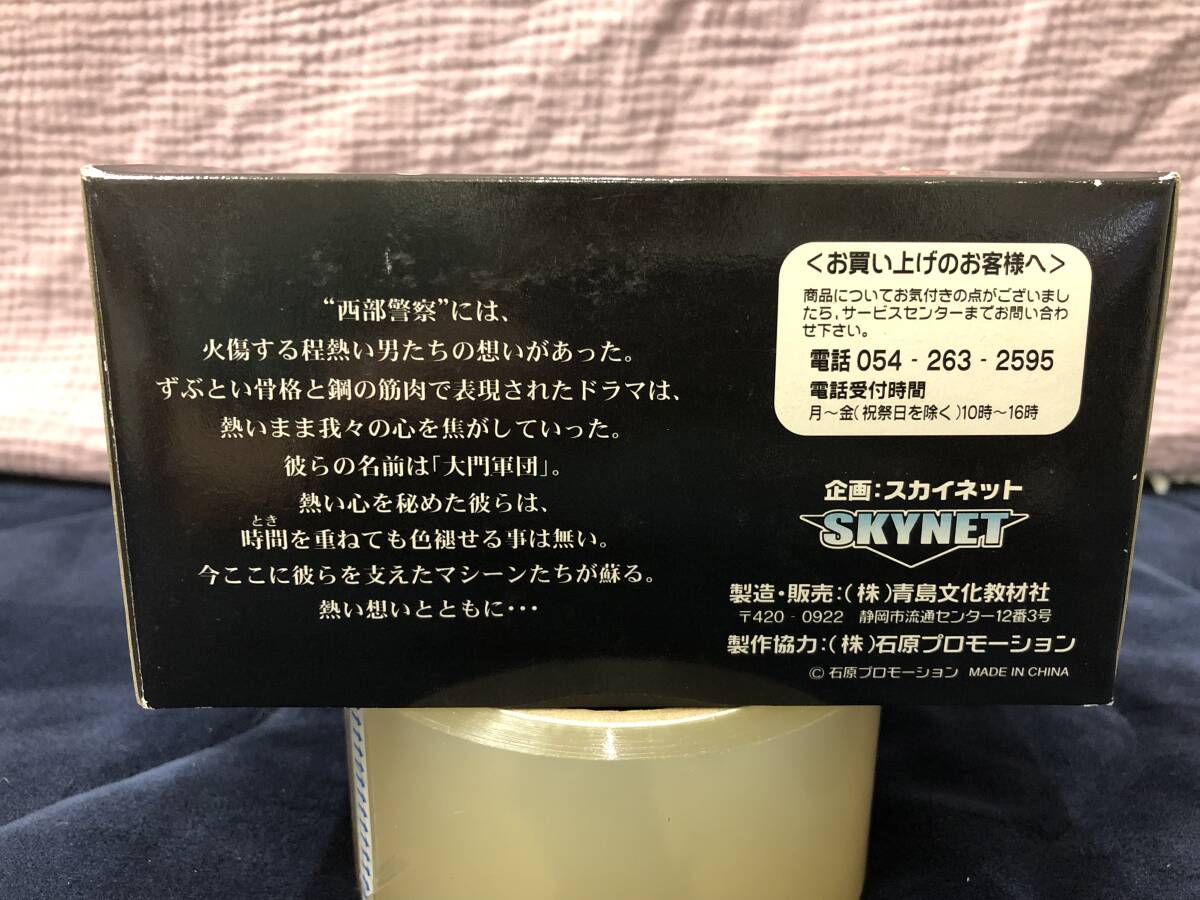 “西部警察”には、
火傷する程熱い男たちの想いがあった。
ずぶとい骨格と鋼の筋肉で表現されたドラマは、
熱いまま我々の心を焦がしていった。
彼らの名前は「大門軍団」。
熱い心を秘めた彼らは、
とき
時間を重ねても色褪せる事は無い。
今ここに彼らを支えたマシーンたちが蘇る。
熱い想いとともに・・・
＜お買い上げのお客様へ＞
商品についてお気付きの点がございまし
たら,サービスセンターまでお問い合わ
せ下さい。
電話 054 - 263 - 2595
電話受付時間
月～金(祝祭日を除く)10時～16時
企画：スカイネット
SKYNET
製造・販売：(株)青島文化教材社
〒420 - 0922 静岡市流通センター12番3号
製作協力：(株)石原プロモーション
© 石原プロモーション MADE IN CHINA